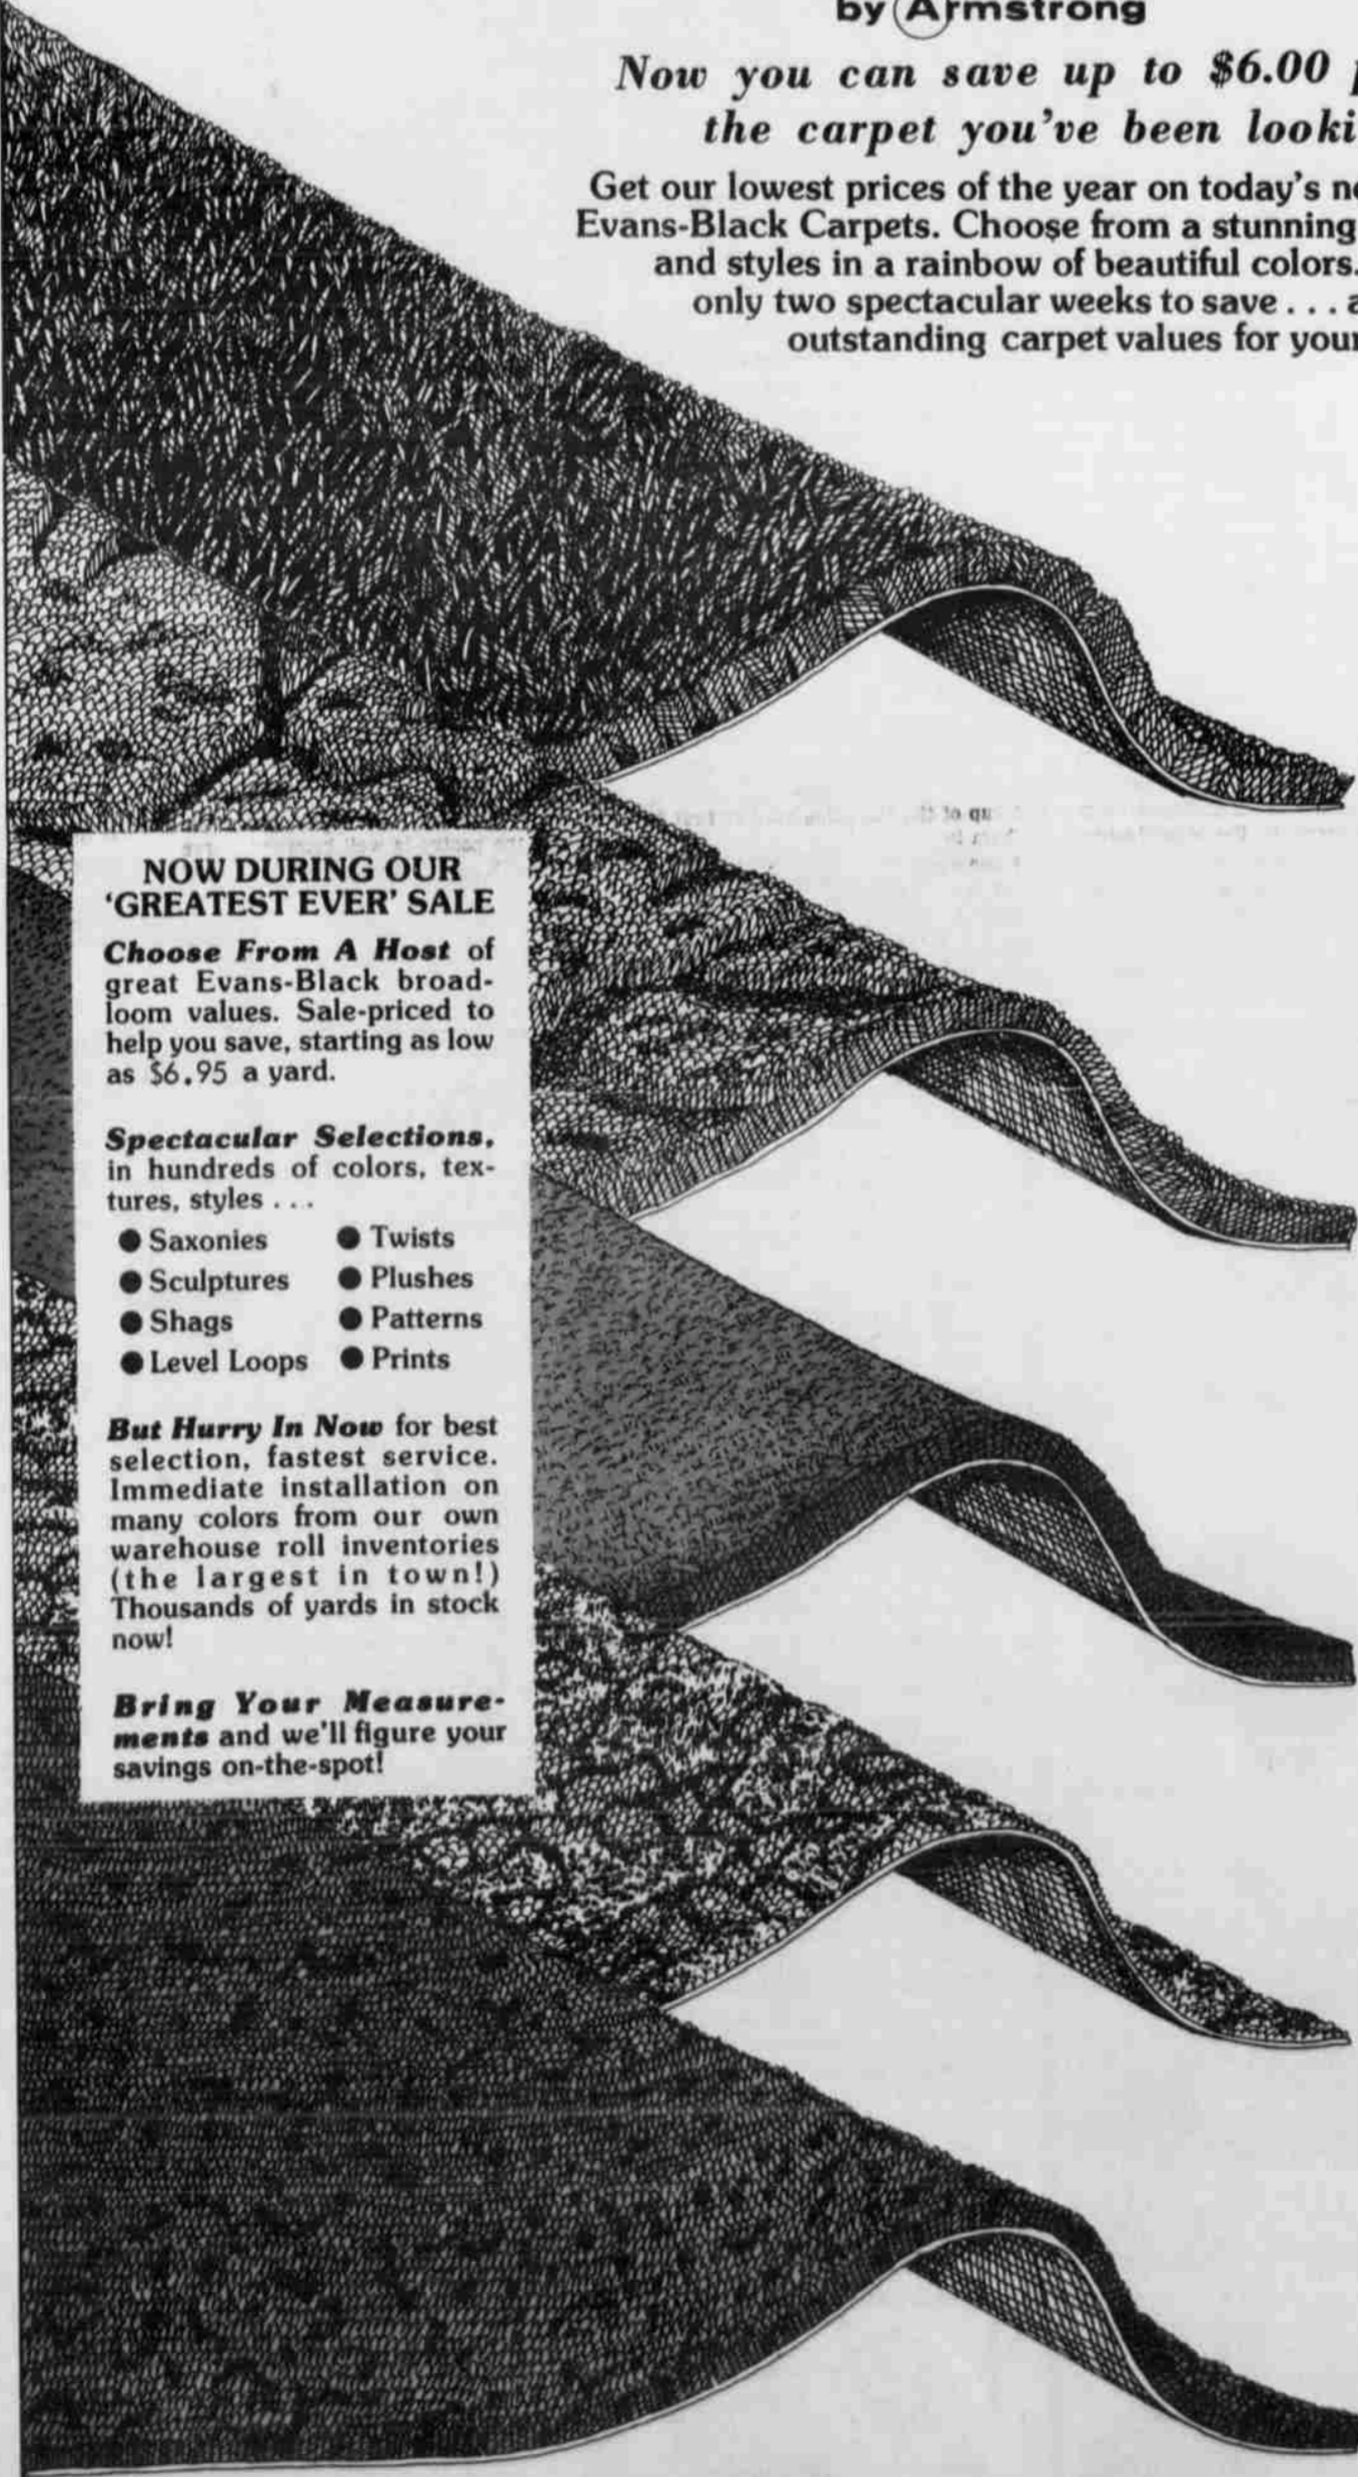 by Armstrong
Now you can save up to $6.00
the carpet you've been looki
Get our lowest prices of the year on today's
Evans-Black Carpets. Choose from a stunning
and styles in a rainbow of beautiful colors.
only two spectacular weeks to save . . .
outstanding carpet values for your
NOW DURING OUR
'GREATEST EVER' SALE
Choose From A Host of
great Evans-Black broad-
loom values. Sale-priced to
help you save, starting as low
as $6.95 a yard.
Spectacular Selections,
in hundreds of colors, tex-
tures, styles . . .
● Saxonies ● Twists
● Sculptures ● Plushes
● Shags ● Patterns
● Level Loops ● Prints
But Hurry In Now for best
selection, fastest service.
Immediate installation on
many colors from our own
warehouse roll inventories
(the largest in town!)
Thousands of yards in stock
now!
Bring Your Measure-
ments and we'll figure your
savings on-the-spot!